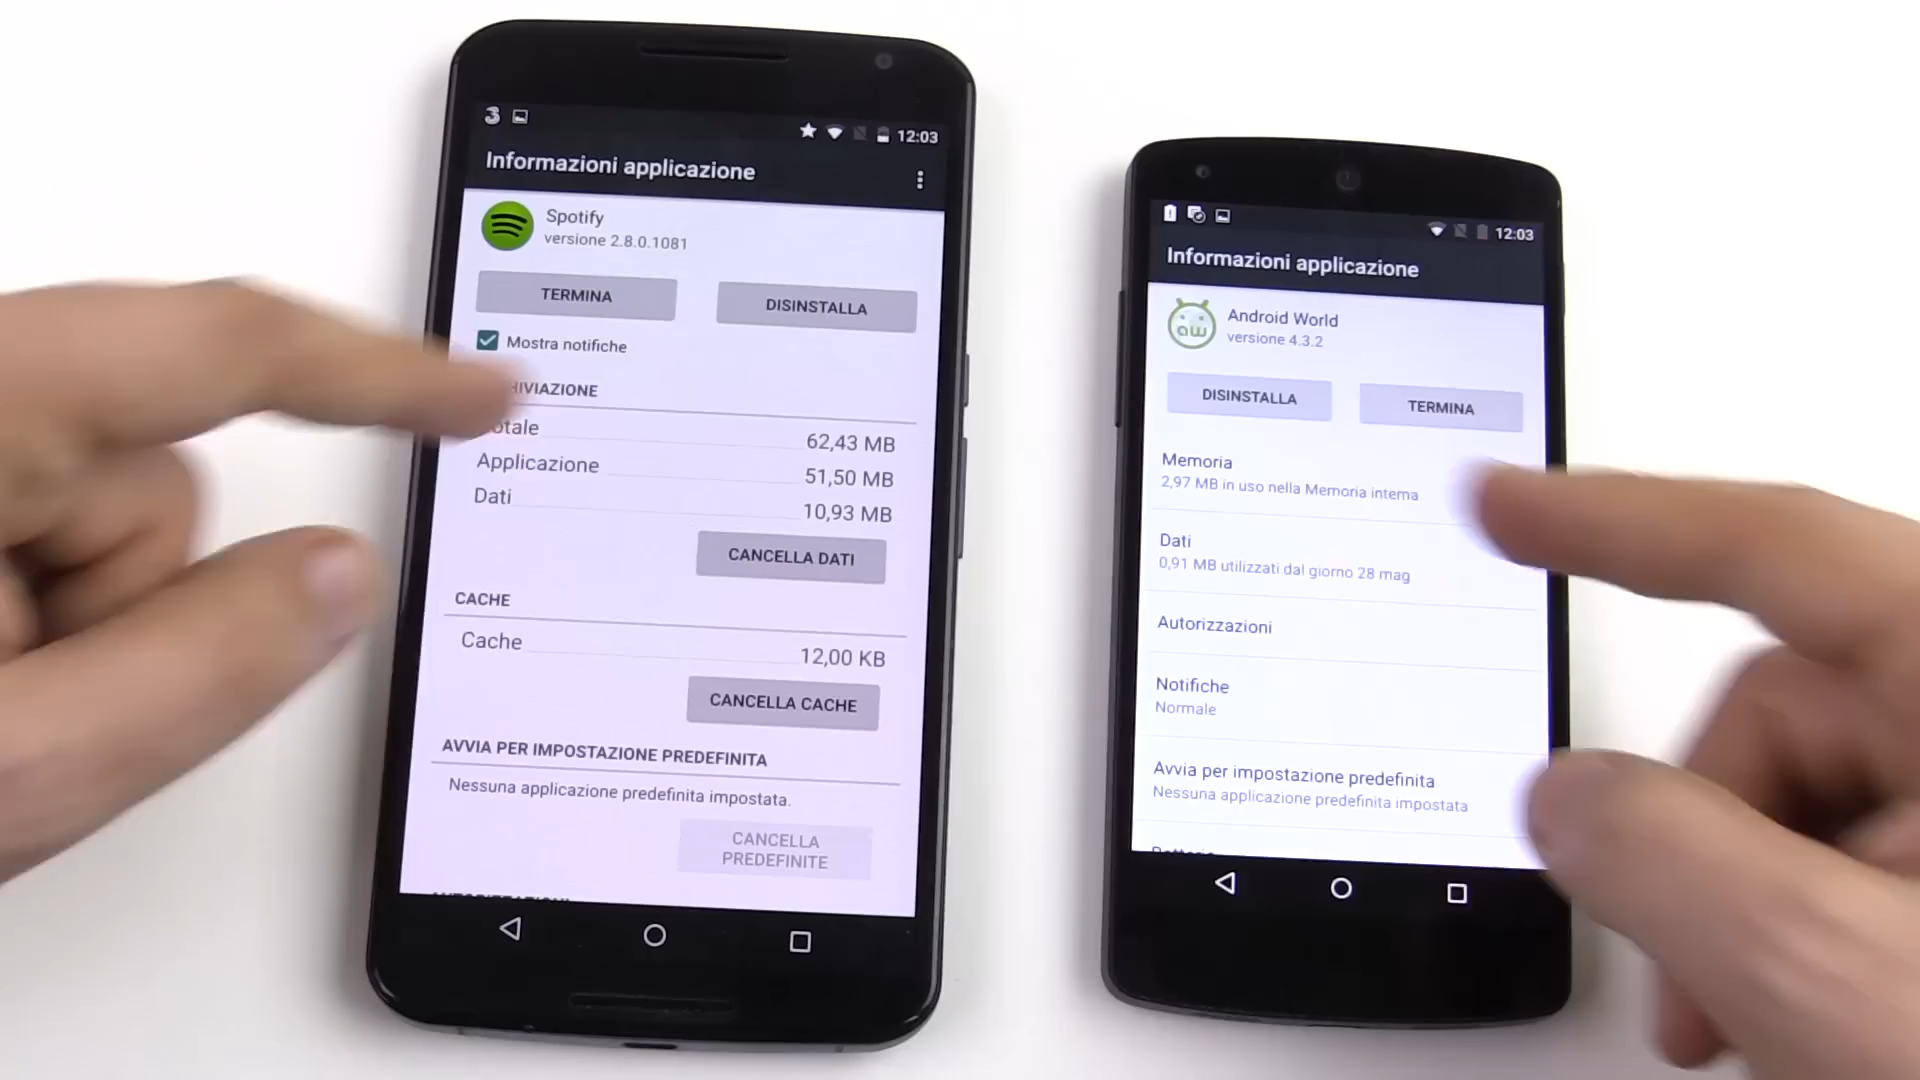 3
12:03
Informazioni applicazione
Spotify
versione 2.8.0.1081
TERMINA
DISINSTALLA
Mostra notifiche
Totale
62,43 MB
Applicazione
51,50 MB
Dati
10,93 MB
CANCELLA DATI
CACHE
Cache
12,00 KB
CANCELLA CACHE
AVVIA PER IMPOSTAZIONE PREDEFINITA
Nessuna applicazione predefinita impostata.
CANCELLA
PREDEFINITE
12:03
Informazioni applicazione
aw
Android World
versione 4.3.2
DISINSTALLA
TERMINA
Memoria
2,97 MB in uso nella Memoria interna
Dati
0,91 MB utilizzati dal giorno 28 mag
Autorizzazioni
Notifiche
Normale
Avvia per impostazione predefinita
Nessuna applicazione predefinita impostata